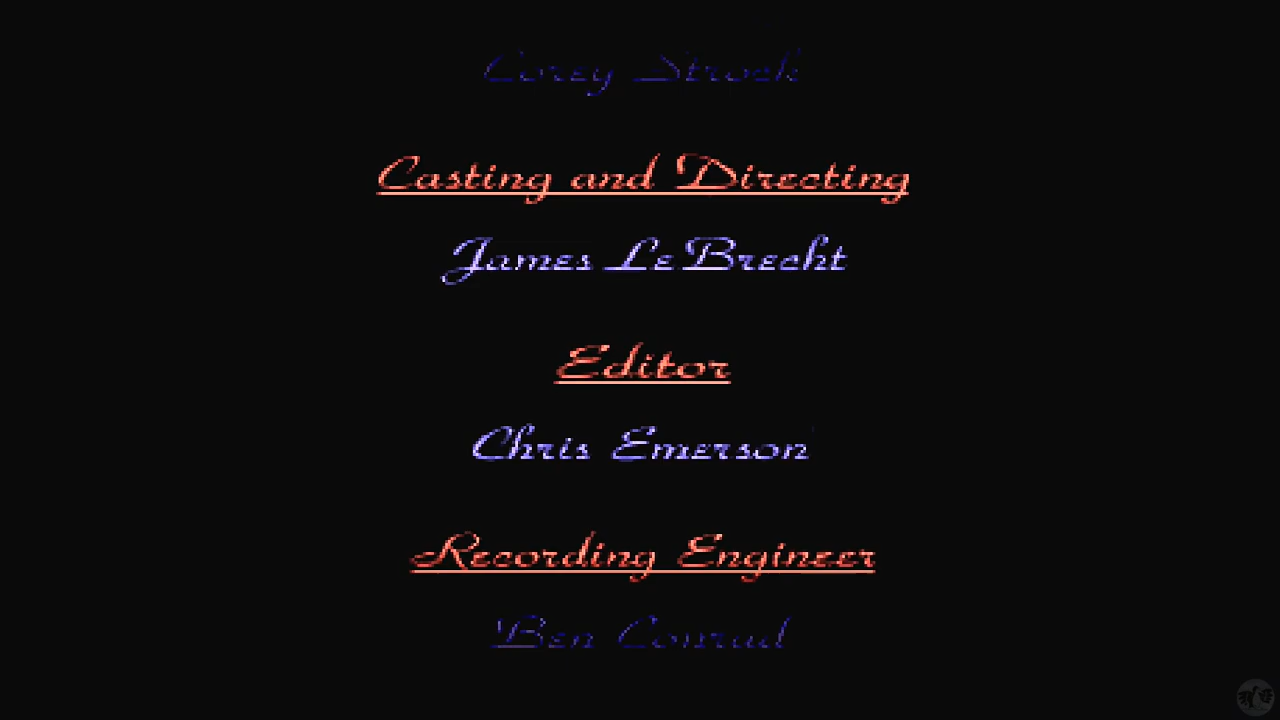 Corey Strock
Casting and Directing
James LeBrecht
Editor
Chris Emerson
Recording Engineer
Ben Conrad